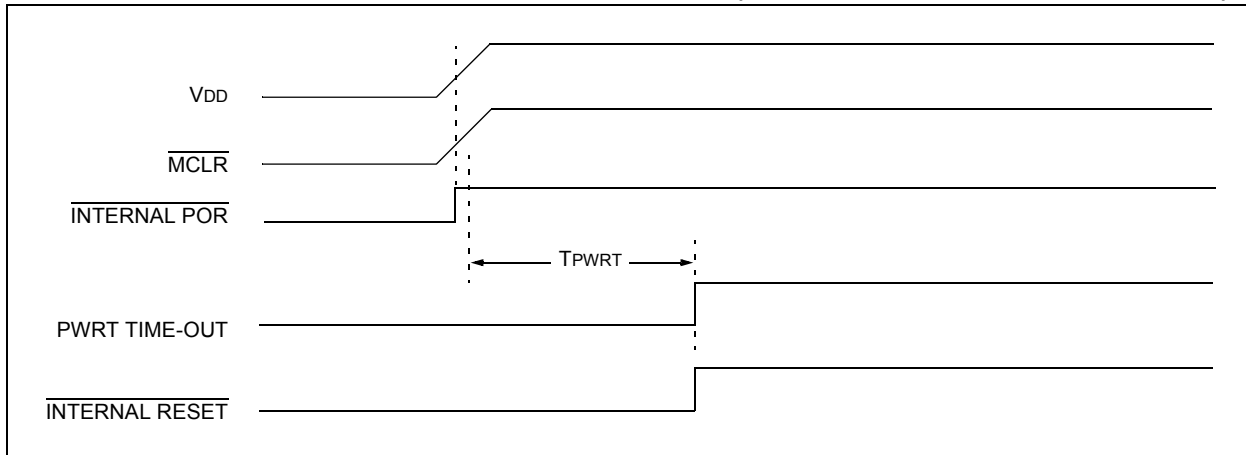 VDD
MCLR
INTERNAL POR
TPWRT
PWRT TIME-OUT
INTERNAL RESET